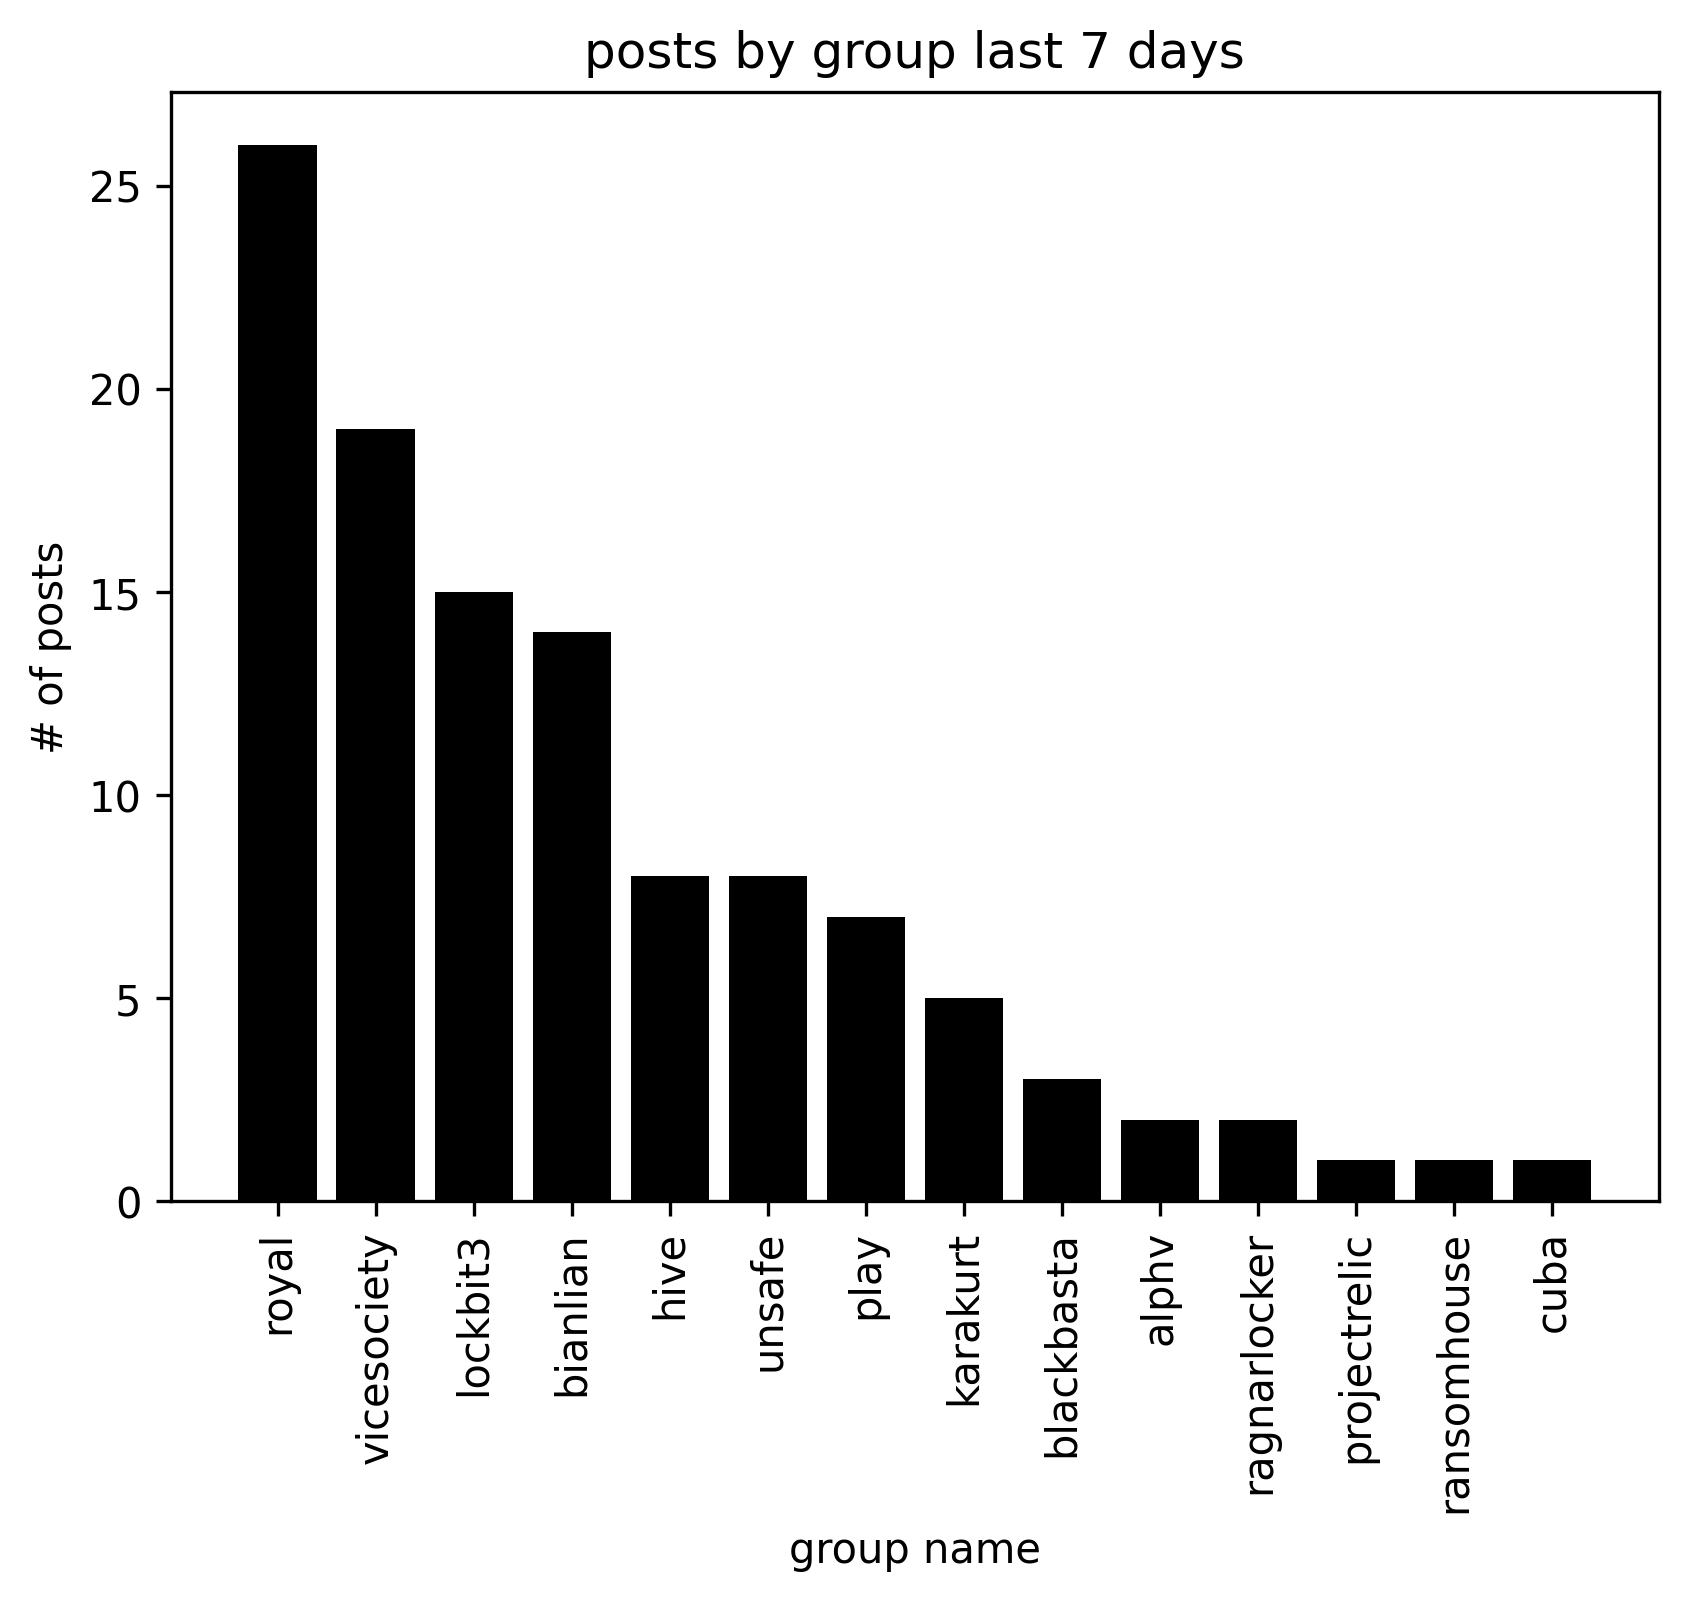 posts by group last 7 days
# of posts
25
20
15
10
5
0
royal
vicesociety
lockbit3
bianlian
hive
unsafe
play
karakurt
blackbasta
alphv
ragnarlocker
projectrelic
ransomhouse
cuba
group name